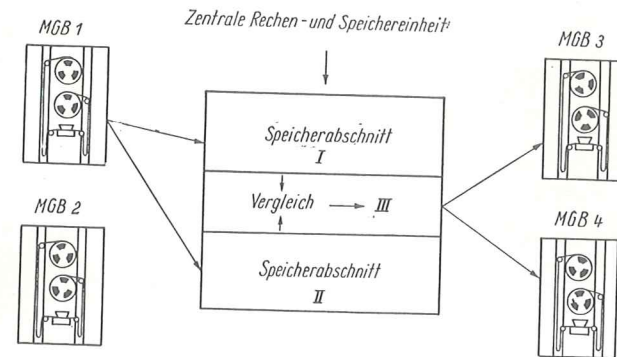 Zentrale Rechen- und Speichereinheit
MGB 1
MGB 3
Speicherabschnitt
I
Vergleich → III
MGB 2
MGB 4
Speicherabschnitt
II